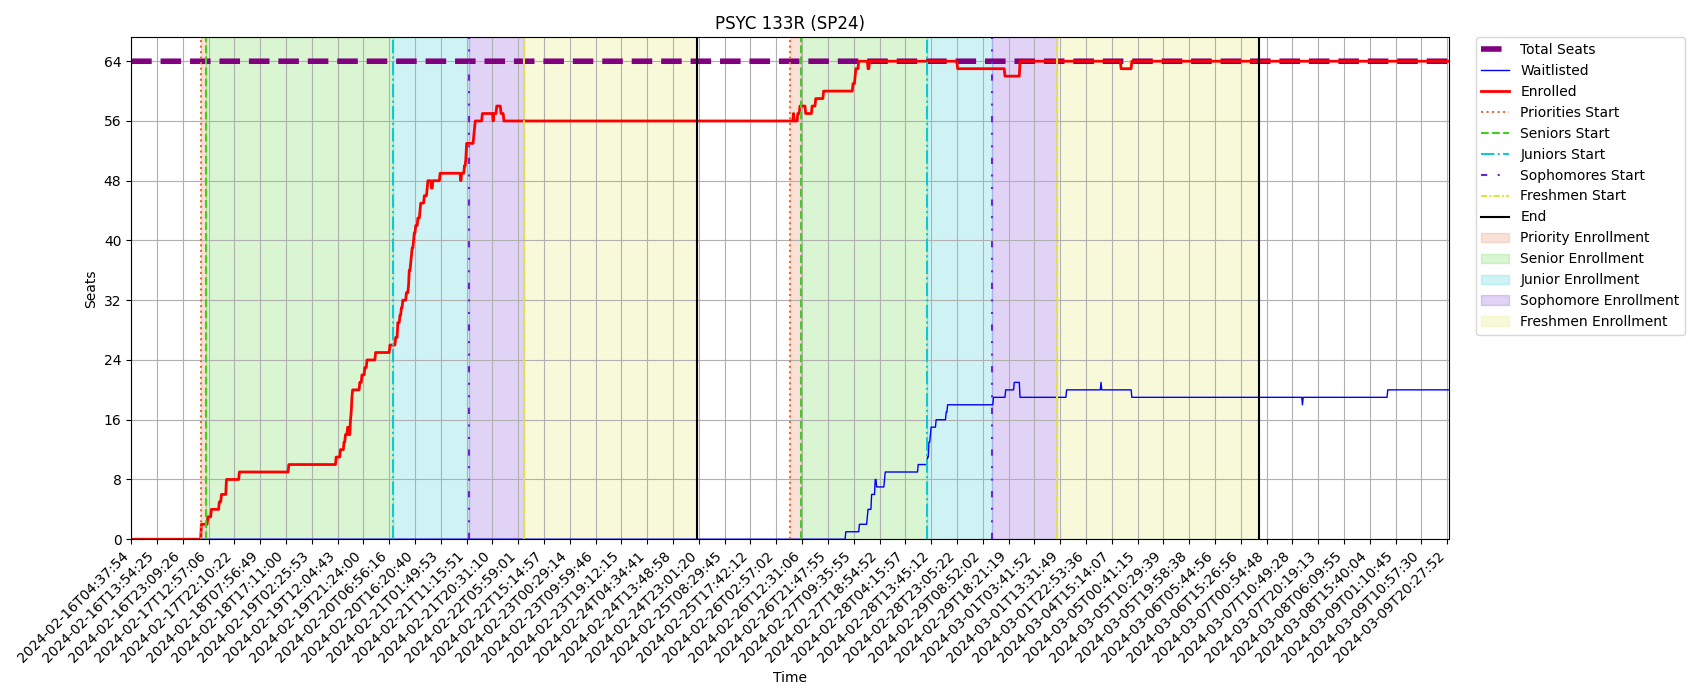 PSYC 133R (SP24)
Seats
64
56
48
40
32
24
16
8
0
2024-02-16T04:37:54
2024-02-16T13:54:25
2024-02-16T23:09:26
2024-02-17T12:57:06
2024-02-17T22:10:22
2024-02-18T07:56:49
2024-02-18T17:11:00
2024-02-19T02:25:53
2024-02-19T12:04:43
2024-02-19T21:24:00
2024-02-20T06:56:16
2024-02-20T16:20:40
2024-02-21T01:49:53
2024-02-21T11:15:51
2024-02-21T20:31:10
2024-02-22T05:59:01
2024-02-22T15:14:57
2024-02-23T00:29:14
2024-02-23T09:59:46
2024-02-23T19:12:15
2024-02-24T04:34:41
2024-02-24T13:48:58
2024-02-24T23:01:20
2024-02-25T08:29:45
2024-02-25T17:42:12
2024-02-26T02:57:02
2024-02-26T12:31:06
2024-02-26T21:47:55
2024-02-27T09:35:55
2024-02-27T18:54:52
2024-02-28T04:15:57
2024-02-28T13:45:12
2024-02-28T23:05:22
2024-02-29T08:52:02
2024-02-29T18:21:19
2024-03-01T03:41:52
2024-03-01T13:31:49
2024-03-01T22:53:36
2024-03-04T15:14:07
2024-03-05T00:41:15
2024-03-05T10:29:39
2024-03-05T19:58:38
2024-03-06T05:44:56
2024-03-06T15:26:56
2024-03-07T00:54:48
2024-03-07T10:49:28
2024-03-07T20:19:13
2024-03-08T06:09:55
2024-03-08T15:40:04
2024-03-09T01:10:45
2024-03-09T10:57:30
2024-03-09T20:27:52
Time
Total Seats
Waitlisted
Enrolled
Priorities Start
Seniors Start
Juniors Start
Sophomores Start
Freshmen Start
End
Priority Enrollment
Senior Enrollment
Junior Enrollment
Sophomore Enrollment
Freshmen Enrollment